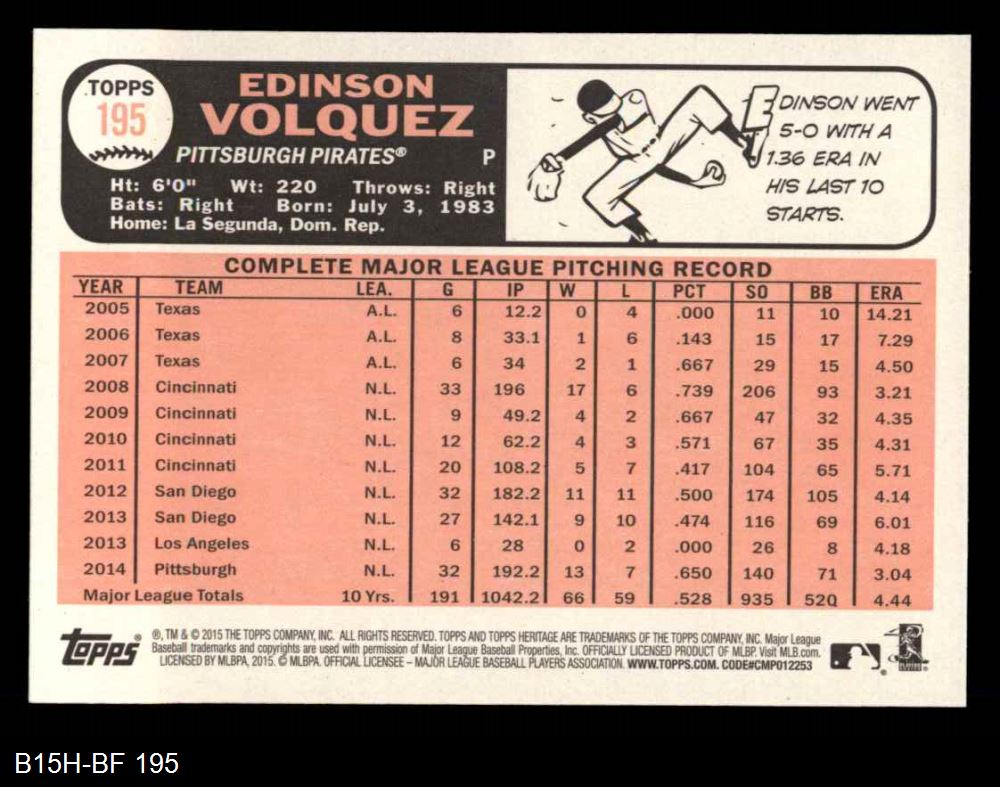 TOPPS
195
EDINSON
VOLQUEZ
PITTSBURGH PIRATES® P
Ht: 6'0" Wt: 220 Throws: Right
Bats: Right Born: July 3, 1983
Home: La Segunda, Dom. Rep.
EDINSON WENT
5-0 WITH A
1.36 ERA IN
HIS LAST 10
STARTS.
COMPLETE MAJOR LEAGUE PITCHING RECORD
YEAR TEAM LEA. G IP W L PCT SO BB ERA
2005 Texas A.L. 6 12.2 0 4 .000 11 10 14.21
2006 Texas A.L. 8 33.1 1 6 .143 15 17 7.29
2007 Texas A.L. 6 34 2 1 .667 29 15 4.50
2008 Cincinnati N.L. 33 196 17 6 .739 206 93 3.21
2009 Cincinnati N.L. 9 49.2 4 2 .667 47 32 4.35
2010 Cincinnati N.L. 12 62.2 4 3 .571 67 35 4.31
2011 Cincinnati N.L. 20 108.2 5 7 .417 104 65 5.71
2012 San Diego N.L. 32 182.2 11 11 .500 174 105 4.14
2013 San Diego N.L. 27 142.1 9 10 .474 116 69 6.01
2013 Los Angeles N.L. 6 28 0 2 .000 26 8 4.18
2014 Pittsburgh N.L. 32 192.2 13 7 .650 140 71 3.04
Major League Totals 10 Yrs. 191 1042.2 66 59 .528 935 520 4.44
Topps®
®, TM & © 2015 THE TOPPS COMPANY, INC. ALL RIGHTS RESERVED. TOPPS AND TOPPS HERITAGE ARE TRADEMARKS OF THE TOPPS COMPANY, INC. Major League
Baseball trademarks and copyrights are used with permission of Major League Baseball Properties, Inc. OFFICIALLY LICENSED PRODUCT OF MLBP. Visit MLB.com.
LICENSED BY MLBPA, 2015. © MLBPA. OFFICIAL LICENSEE – MAJOR LEAGUE BASEBALL PLAYERS ASSOCIATION. WWW.TOPPS.COM. CODE#CMP012253
B15H-BF 195